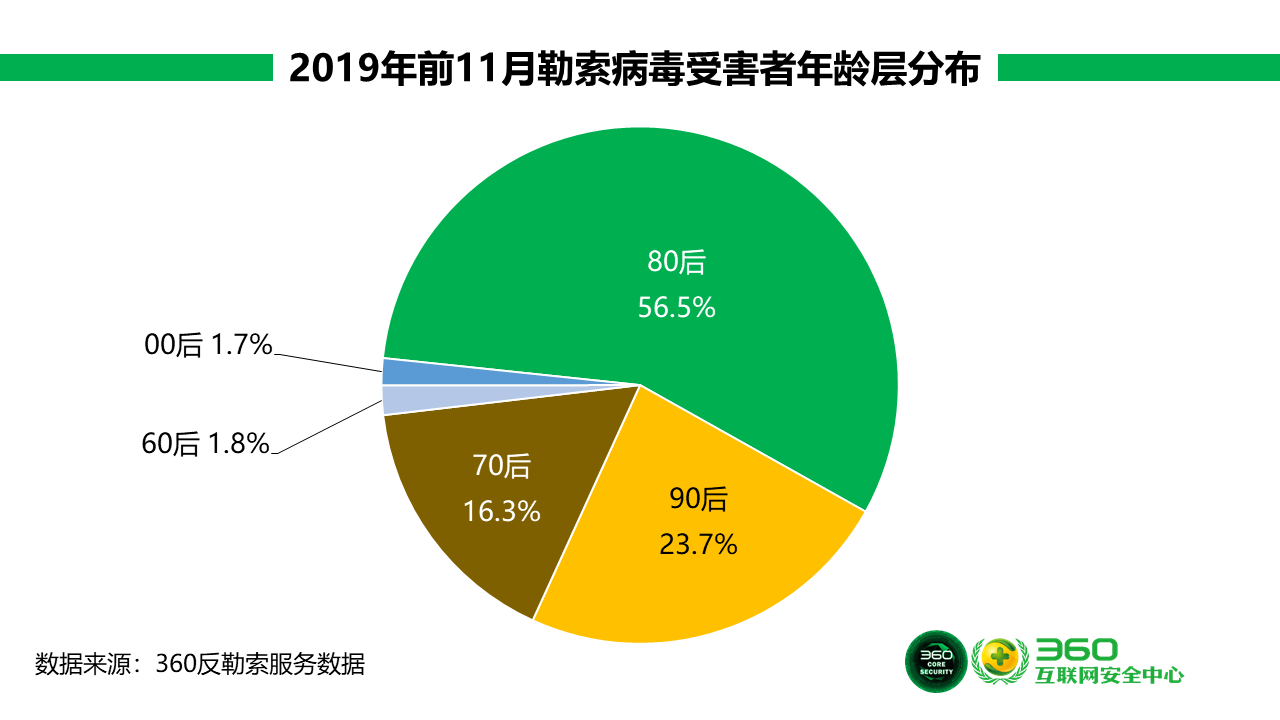 2019年前11月勒索病毒受害者年龄层分布
80后
56.5%
00后 1.7%
60后 1.8%
70后
16.3%
90后
23.7%
数据来源：360反勒索服务数据
360
CORE
SECURITY
360
互联网安全中心